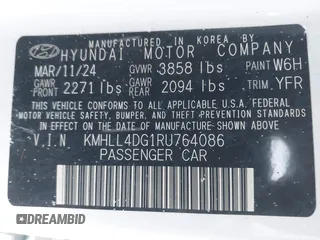 MANUFACTURED IN KOREA BY
HYUNDAI MOTOR COMPANY
MAR/11/24 GVWR 3858 lbs PAINT W6H
GAWR FRONT 2271 lbs GAWR REAR 2094 lbs TRIM YFR
THIS VEHICLE CONFORMS TO ALL APPLICABLE U.S. FEDERAL
MOTOR VEHICLE SAFETY, BUMPER, AND THEFT PREVENTION
STANDARDS IN EFFECT ON THE DATE OF MANUFACTURE SHOWN ABOVE.
V.I.N KMHLL4DG1RU764086
PASSENGER CAR
DREAMBID